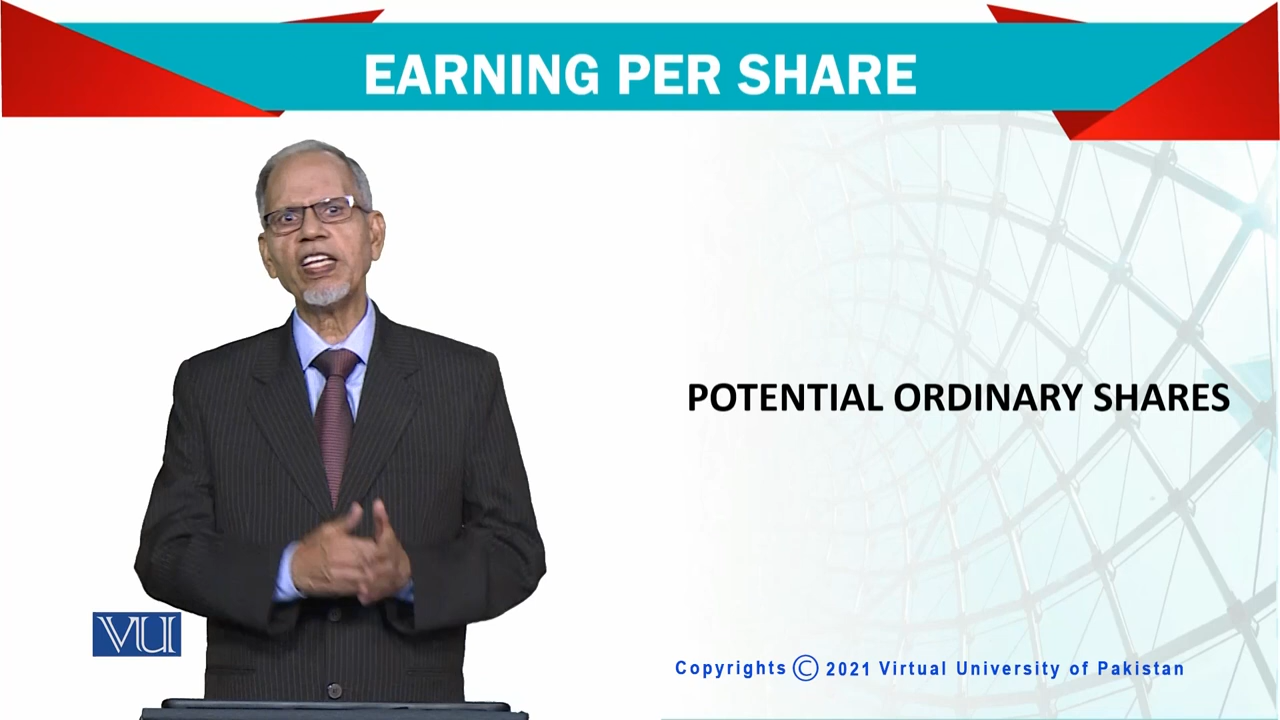 EARNING PER SHARE
POTENTIAL ORDINARY SHARES
VU
Copyrights © 2021 Virtual University of Pakistan